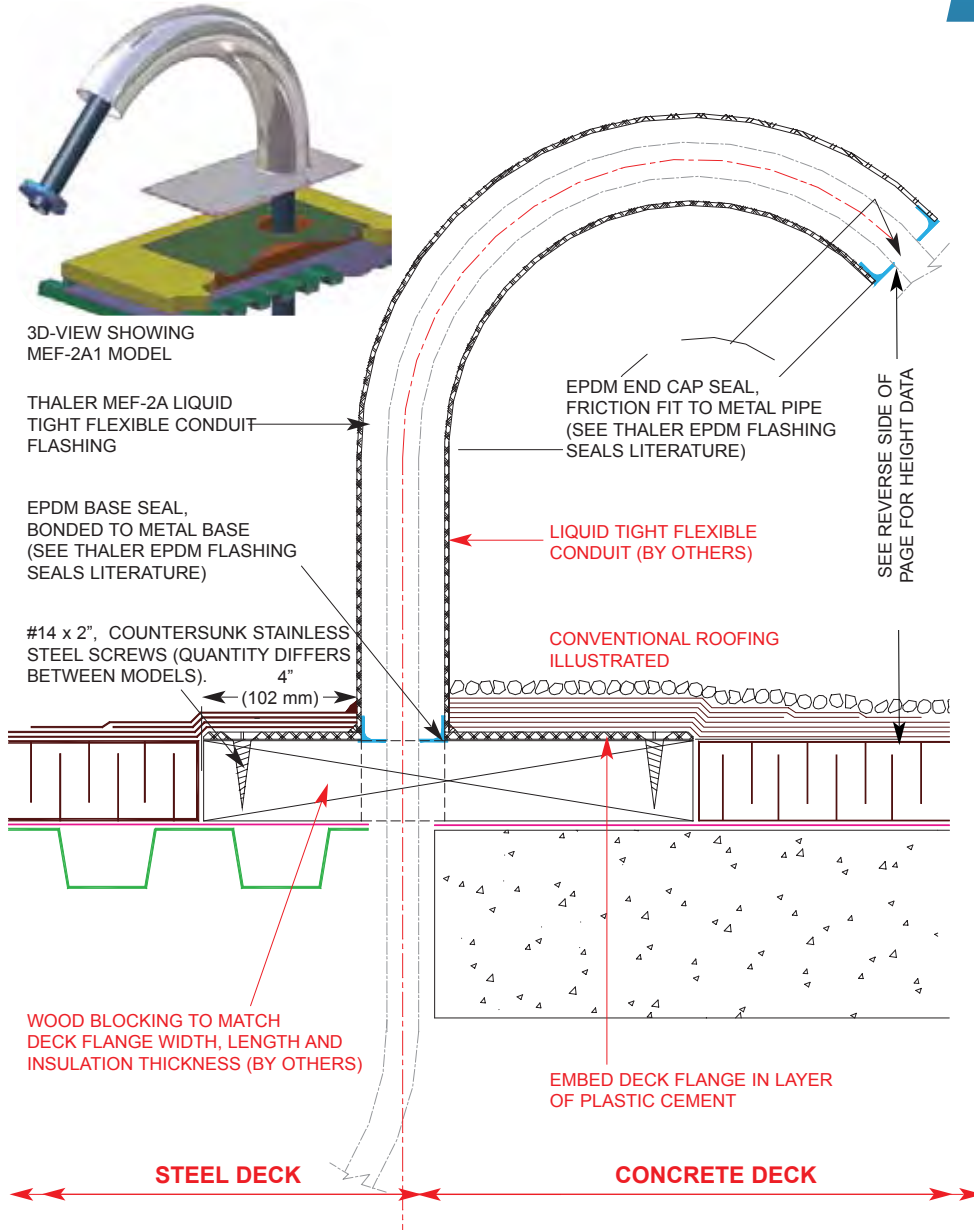 3D-VIEW SHOWING
MEF-2A1 MODEL
THALER MEF-2A LIQUID
TIGHT FLEXIBLE CONDUIT
FLASHING
EPDM BASE SEAL,
BONDED TO METAL BASE
(SEE THALER EPDM FLASHING
SEALS LITERATURE)
#14 x 2", COUNTERSUNK STAINLESS
STEEL SCREWS (QUANTITY DIFFERS
BETWEEN MODELS).
4"
(102 mm)
EPDM END CAP SEAL,
FRICTION FIT TO METAL PIPE
(SEE THALER EPDM FLASHING
SEALS LITERATURE)
SEE REVERSE SIDE OF
PAGE FOR HEIGHT DATA
LIQUID TIGHT FLEXIBLE
CONDUIT (BY OTHERS)
CONVENTIONAL ROOFING
ILLUSTRATED
WOOD BLOCKING TO MATCH
DECK FLANGE WIDTH, LENGTH AND
INSULATION THICKNESS (BY OTHERS)
EMBED DECK FLANGE IN LAYER
OF PLASTIC CEMENT
STEEL DECK
CONCRETE DECK